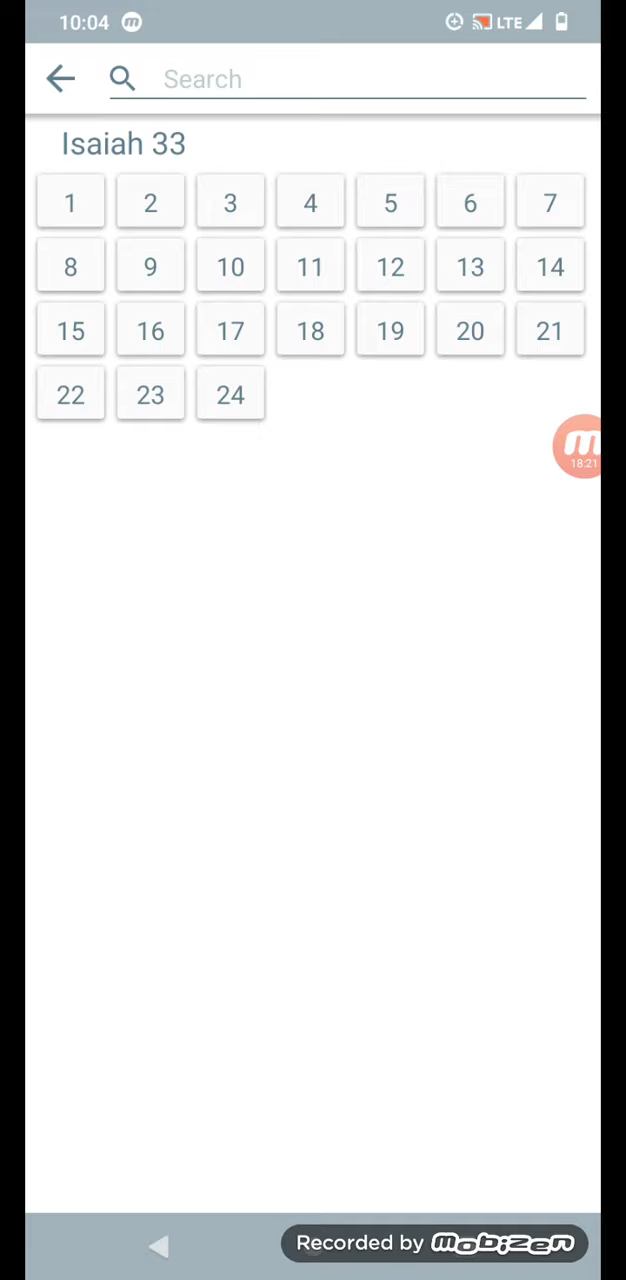 10:04 m LTE
Search
Isaiah 33
1 2 3 4 5 6 7
8 9 10 11 12 13 14
15 16 17 18 19 20 21
22 23 24
m
18:21
Recorded by mobizen